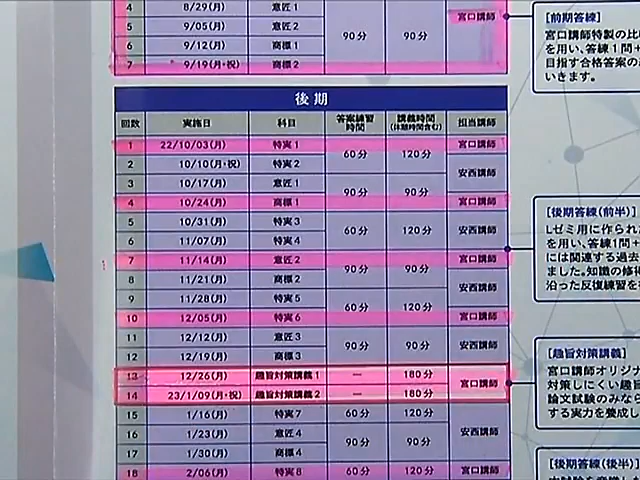 4 8/29(月) 意匠1
5 9/05(月) 意匠2
6 9/12(月) 商標1
7 9/19(月・祝) 商標2
90分 90分 宮口講師
後期
回数 実施日 科目 答案練習時間 講義時間(休憩時間含む) 担当講師
1 22/10/03(月) 特実1 60分 120分 宮口講師
2 10/10(月・祝) 特実2 安西講師
3 10/17(月) 意匠1 90分 90分
4 10/24(月) 商標1 宮口講師
5 10/31(月) 特実3 60分 120分 安西講師
6 11/07(月) 特実4
7 11/14(月) 意匠2 90分 90分 宮口講師
8 11/21(月) 商標2 安西講師
9 11/28(月) 特実5 60分 120分
10 12/05(月) 特実6 宮口講師
11 12/12(月) 意匠3 90分 90分 安西講師
12 12/19(月) 商標3
13 12/26(月) 趣旨対策講義1 ― 180分 宮口講師
14 23/1/09(月・祝) 趣旨対策講義2 ― 180分
15 1/16(月) 特実7 60分 120分 安西講師
16 1/23(月) 意匠4 90分 90分
17 1/30(月) 商標4
18 2/06(月) 特実8 60分 120分 宮口講師
[前期答練]
宮口講師特製の比
を用い、答練1問+
目指す合格答案の
いきます。
[後期答練(前半)]
Lゼミ用に作られ
を用い、答練1問+
には関連する過去
ました。知識の修
沿った反復練習を
[趣旨対策講義]
宮口講師オリジナ
対策しにくい趣旨
論文試験のみなら
する実力を養成し
[後期答練(後半)]